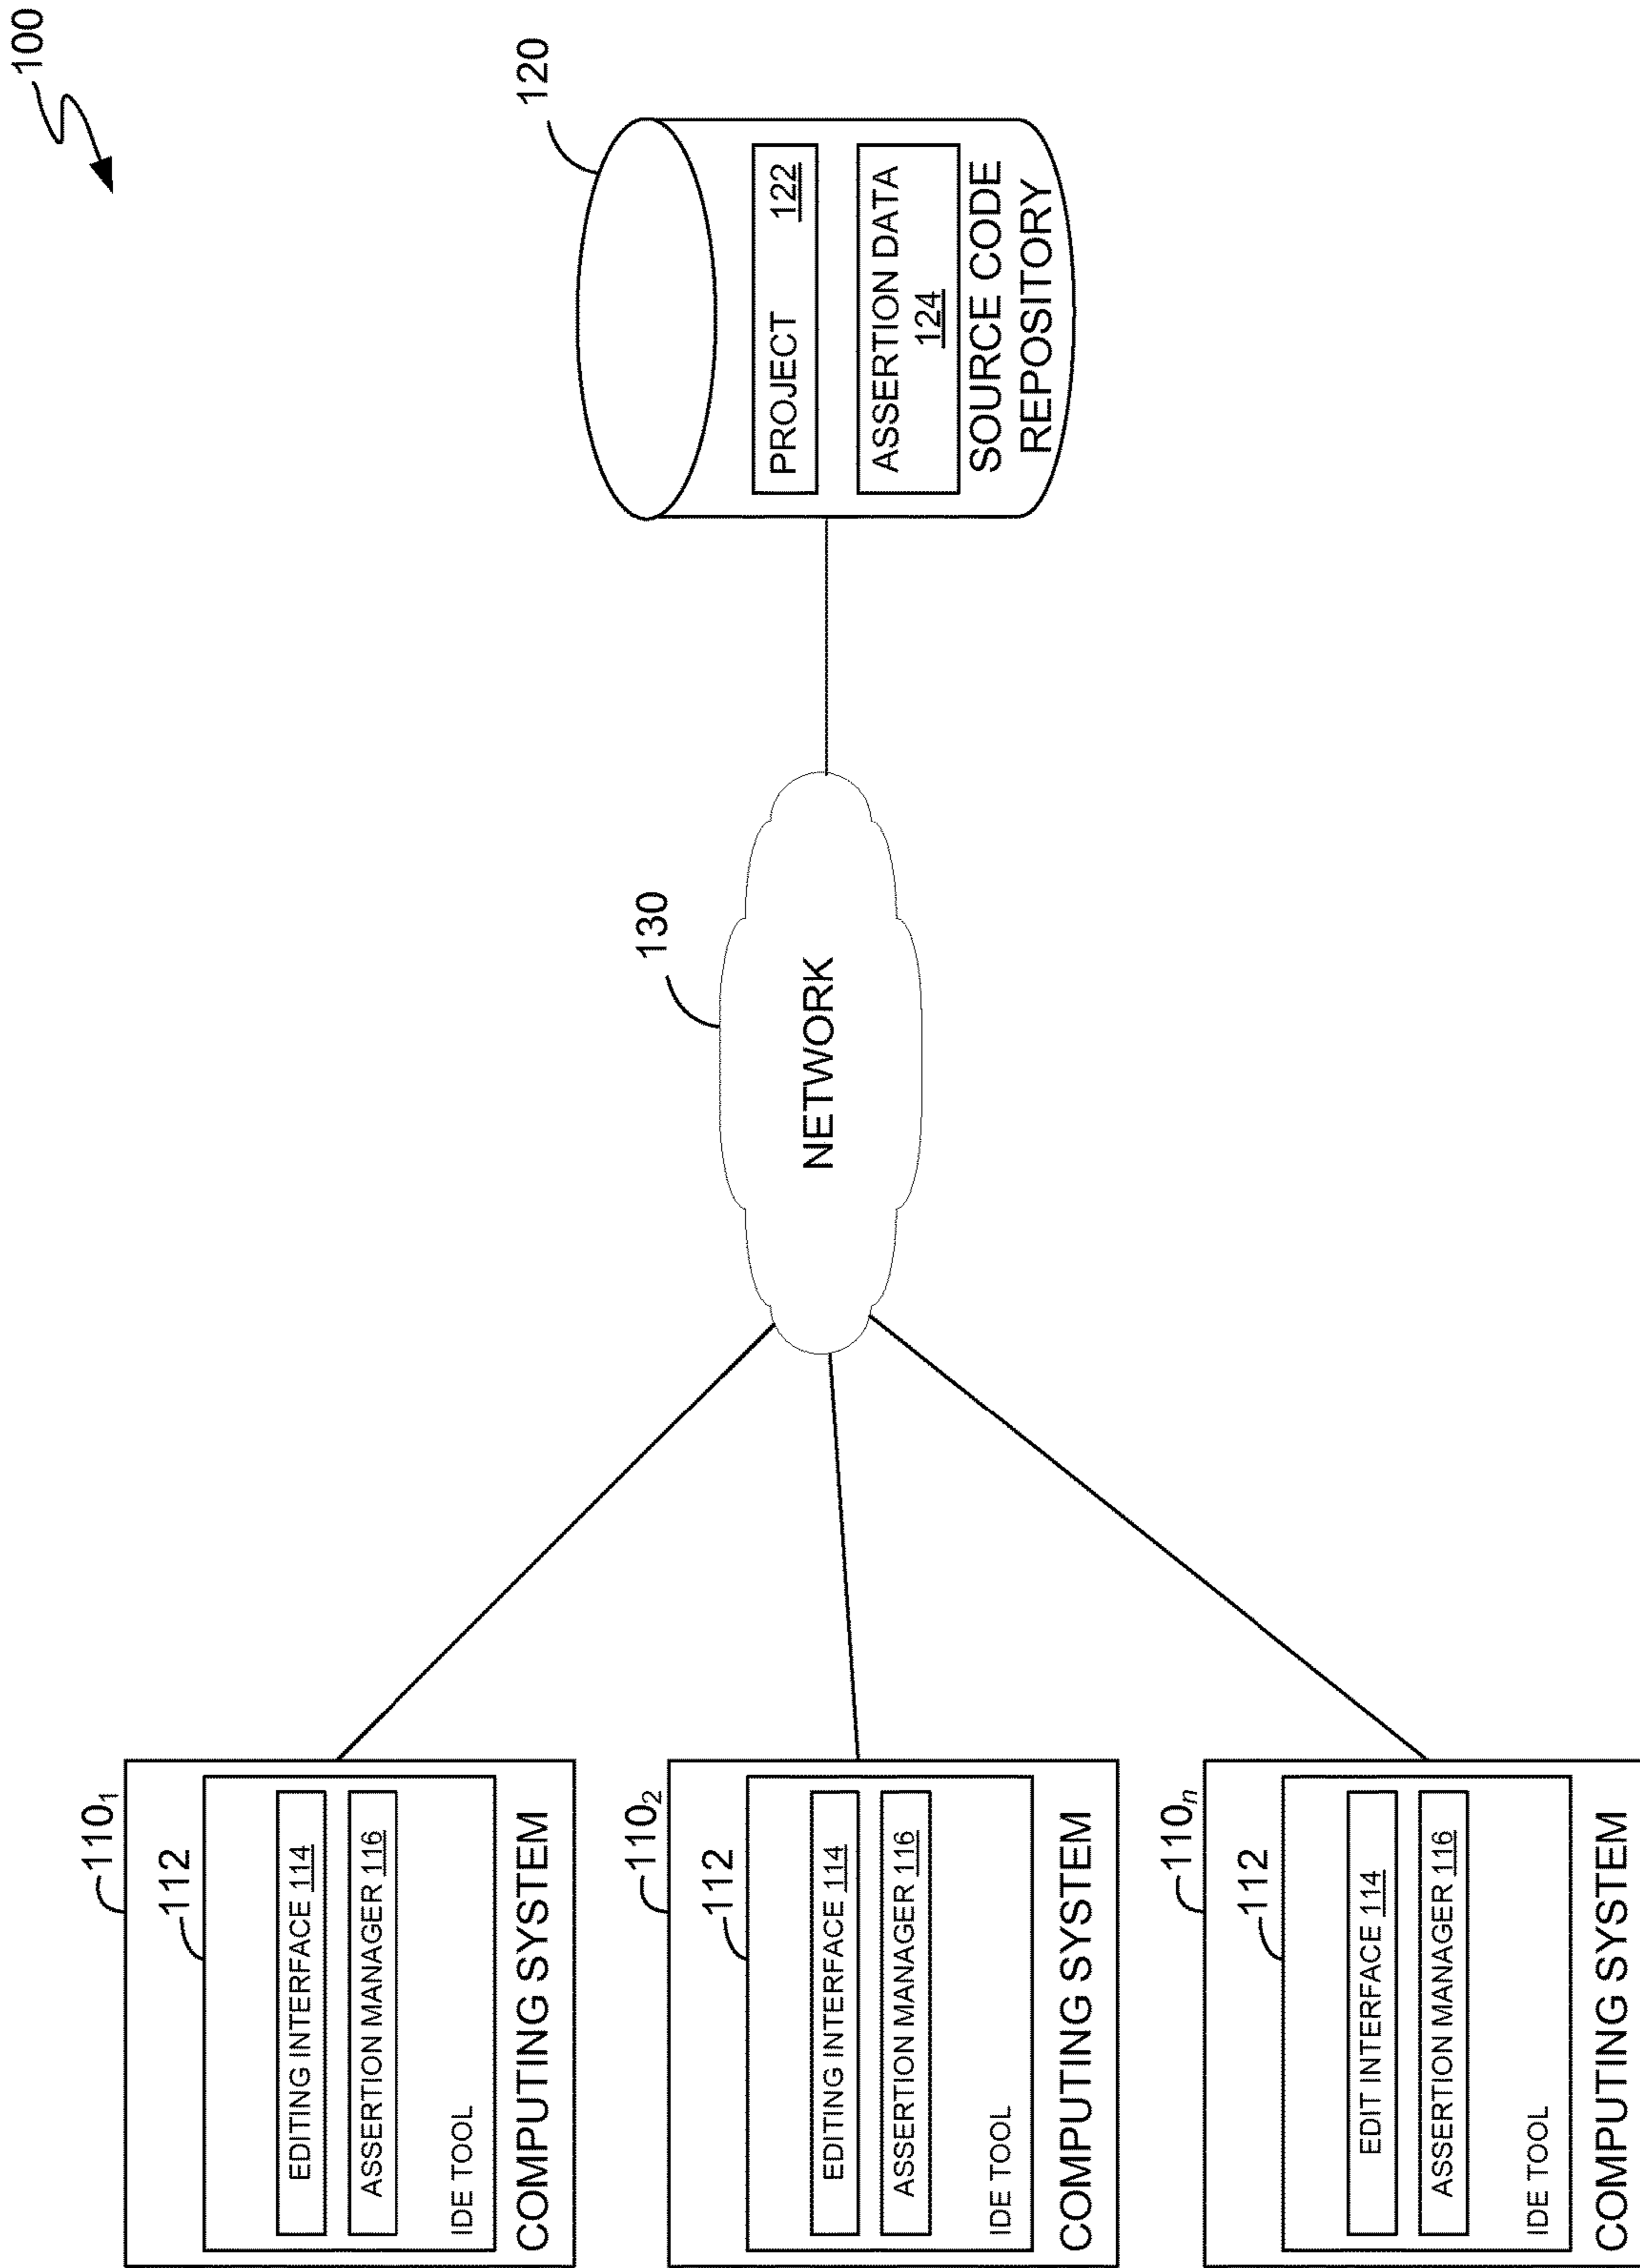 100
110₁
112
EDITING INTERFACE 114
ASSERTION MANAGER 116
IDE TOOL
COMPUTING SYSTEM
110₂
112
EDITING INTERFACE 114
ASSERTION MANAGER 116
IDE TOOL
COMPUTING SYSTEM
110ₙ
112
EDIT INTERFACE 114
ASSERTION MANAGER 116
IDE TOOL
COMPUTING SYSTEM
130
NETWORK
120
PROJECT 122
ASSERTION DATA
124
SOURCE CODE
REPOSITORY